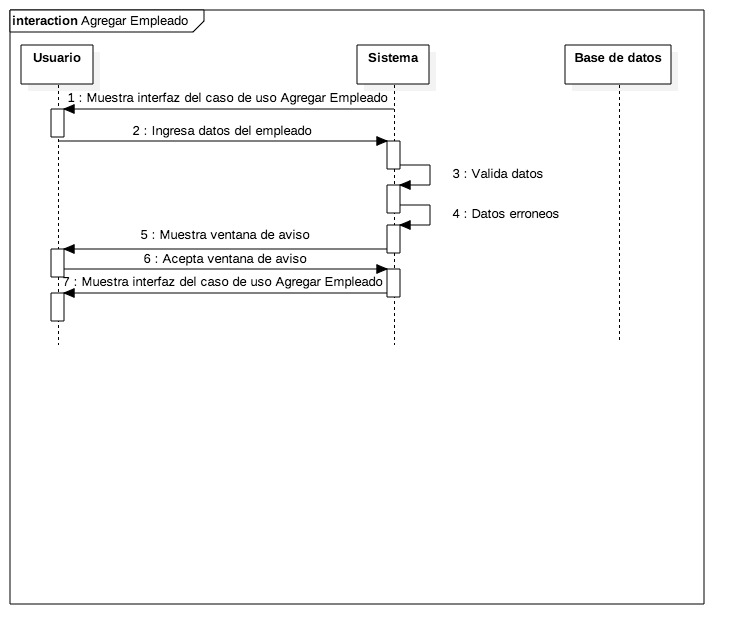 interaction Agregar Empleado
Usuario
Sistema
Base de datos
1 : Muestra interfaz del caso de uso Agregar Empleado
2 : Ingresa datos del empleado
3 : Valida datos
4 : Datos erroneos
5 : Muestra ventana de aviso
6 : Acepta ventana de aviso
7 : Muestra interfaz del caso de uso Agregar Empleado